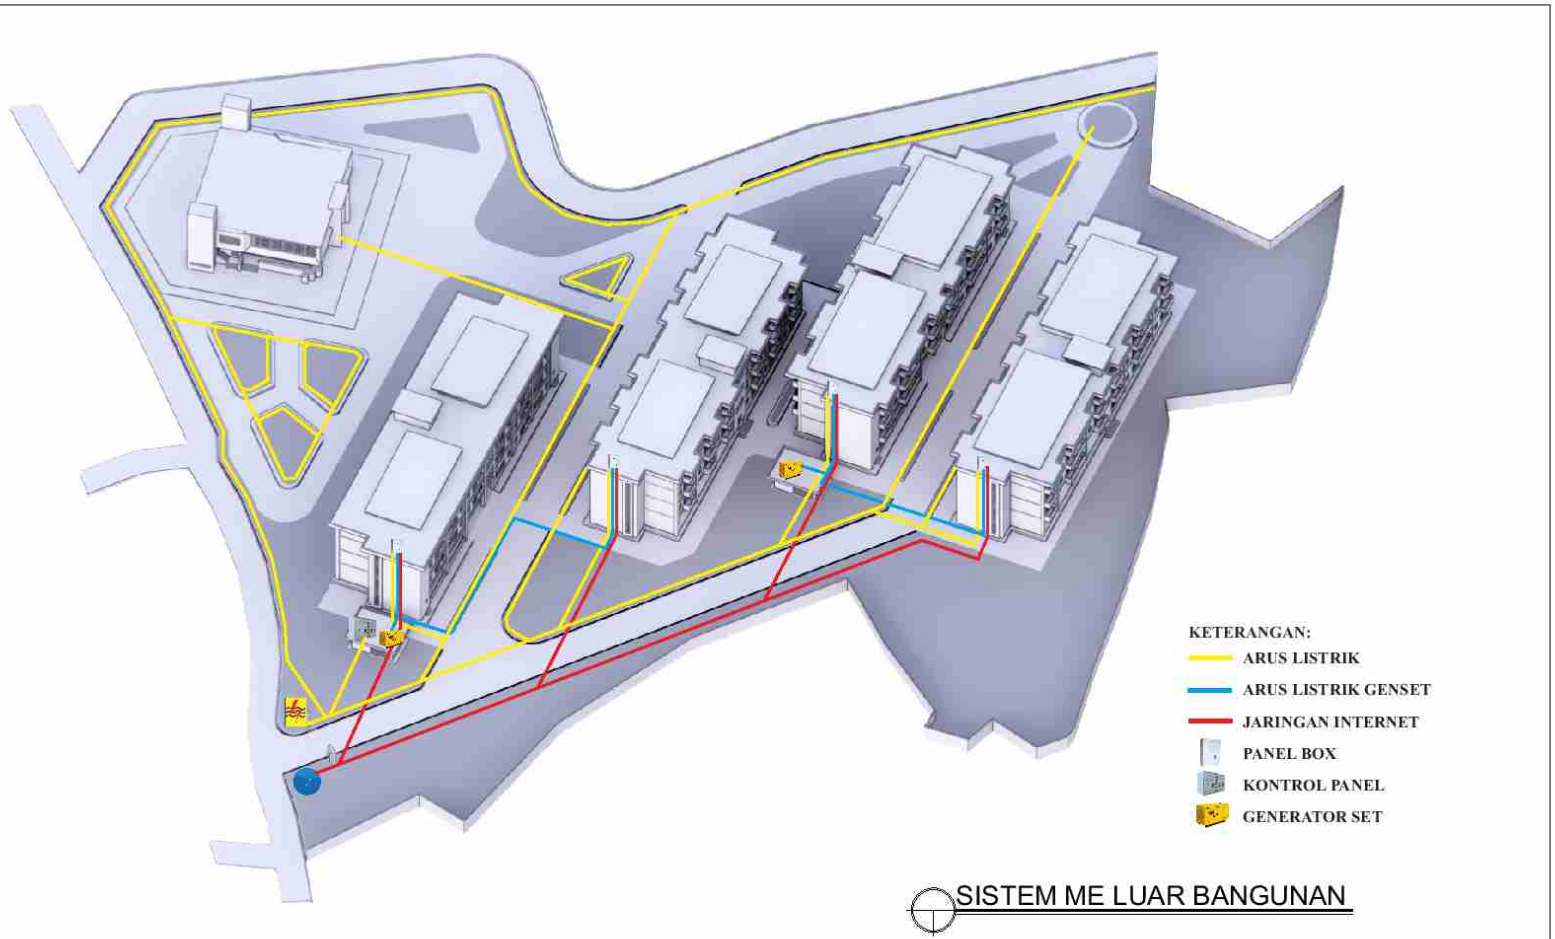 KETERANGAN:
ARUS LISTRIK
ARUS LISTRIK GENSET
JARINGAN INTERNET
PANEL BOX
KONTROL PANEL
GENERATOR SET
SISTEM ME LUAR BANGUNAN